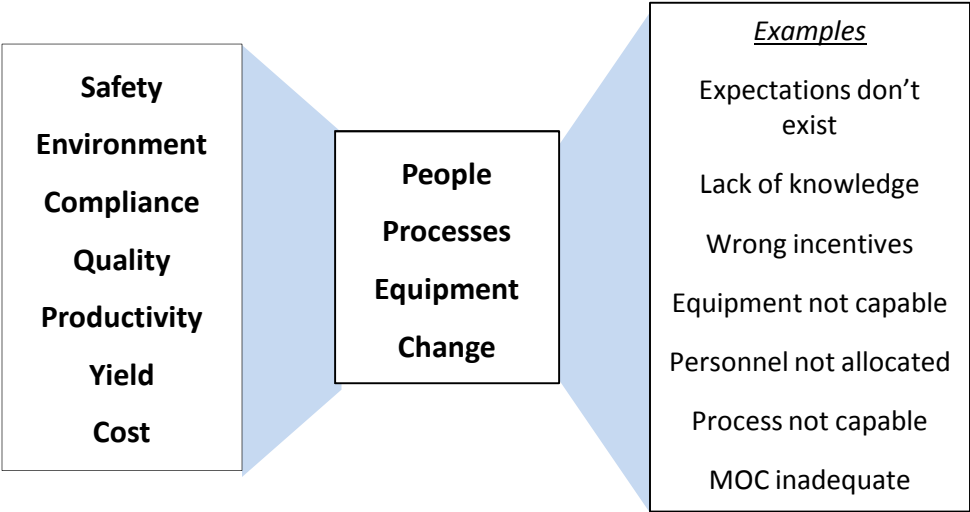 Safety
Environment
Compliance
Quality
Productivity
Yield
Cost
People
Processes
Equipment
Change
Examples
Expectations don’t
exist
Lack of knowledge
Wrong incentives
Equipment not capable
Personnel not allocated
Process not capable
MOC inadequate